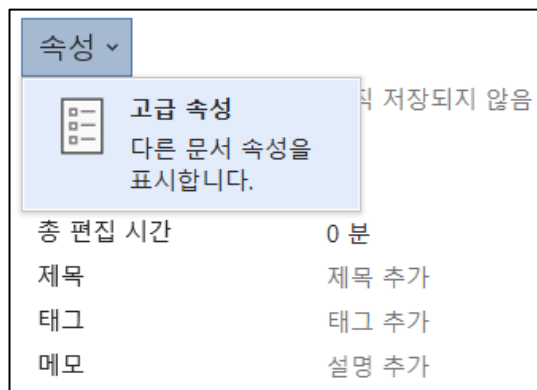 속성
고급 속성
다른 문서 속성을
표시합니다.
저장되지 않음
총 편집 시간 0 분
제목 제목 추가
태그 태그 추가
메모 설명 추가